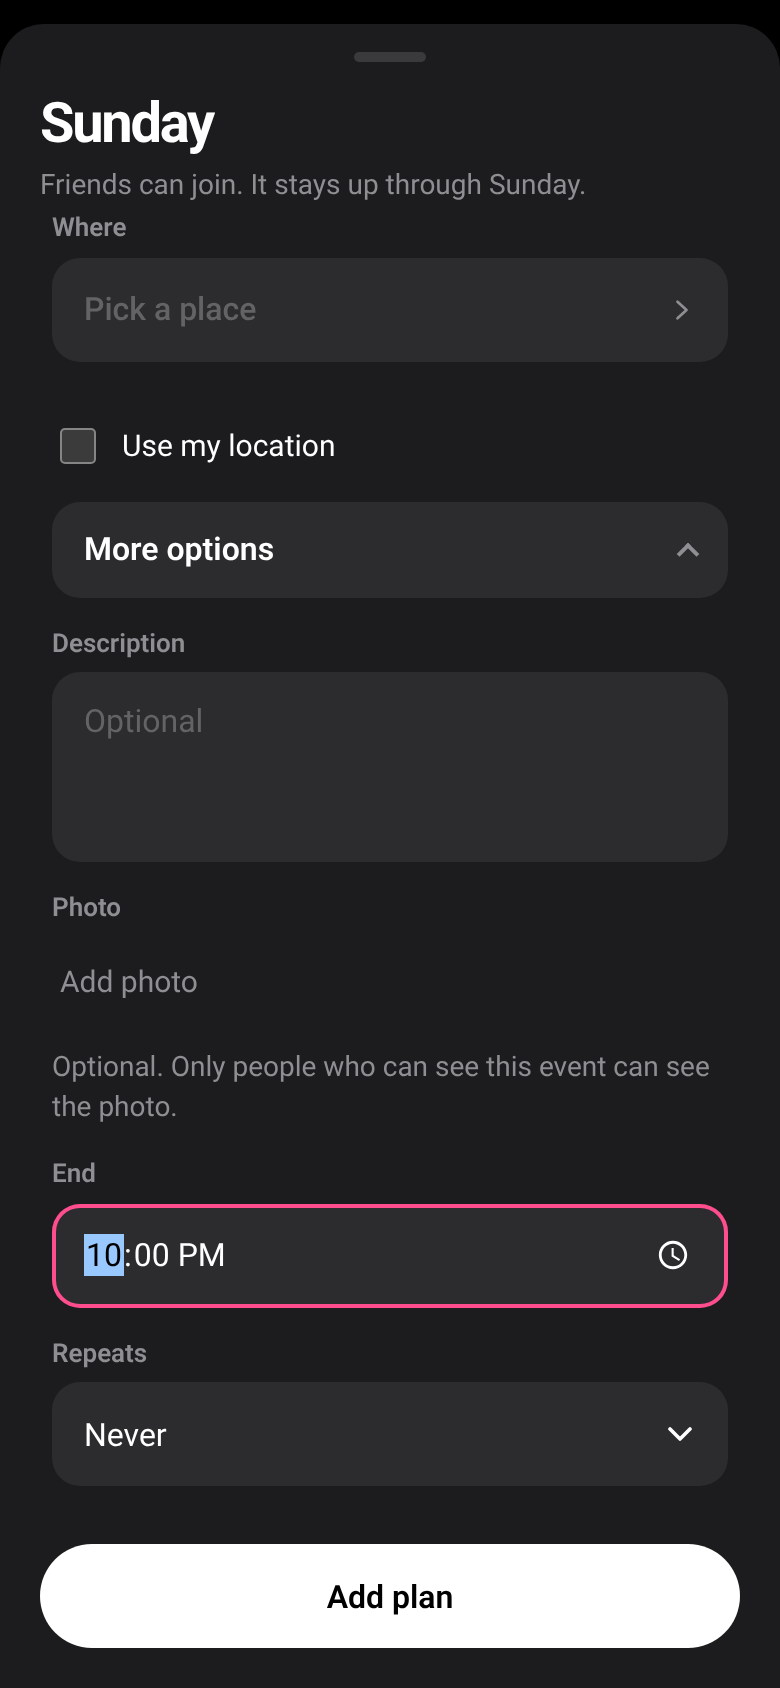 Sunday
Friends can join. It stays up through Sunday.
Where
Pick a place
Use my location
More options
Description
Optional
Photo
Add photo
Optional. Only people who can see this event can see
the photo.
End
10:00 PM
Repeats
Never
Add plan